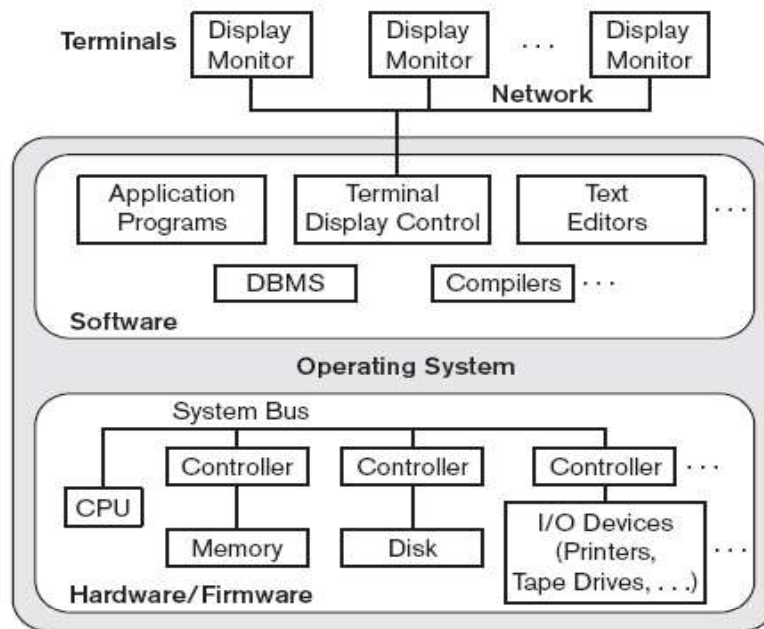 Terminals
Display
Monitor
Display
Monitor
. . .
Display
Monitor
Network
Application
Programs
Terminal
Display Control
Text
Editors
. . .
DBMS
Compilers
. . .
Software
Operating System
System Bus
Controller
Controller
Controller
. . .
CPU
Memory
Disk
I/O Devices
(Printers,
Tape Drives, . . .)
. . .
Hardware/Firmware